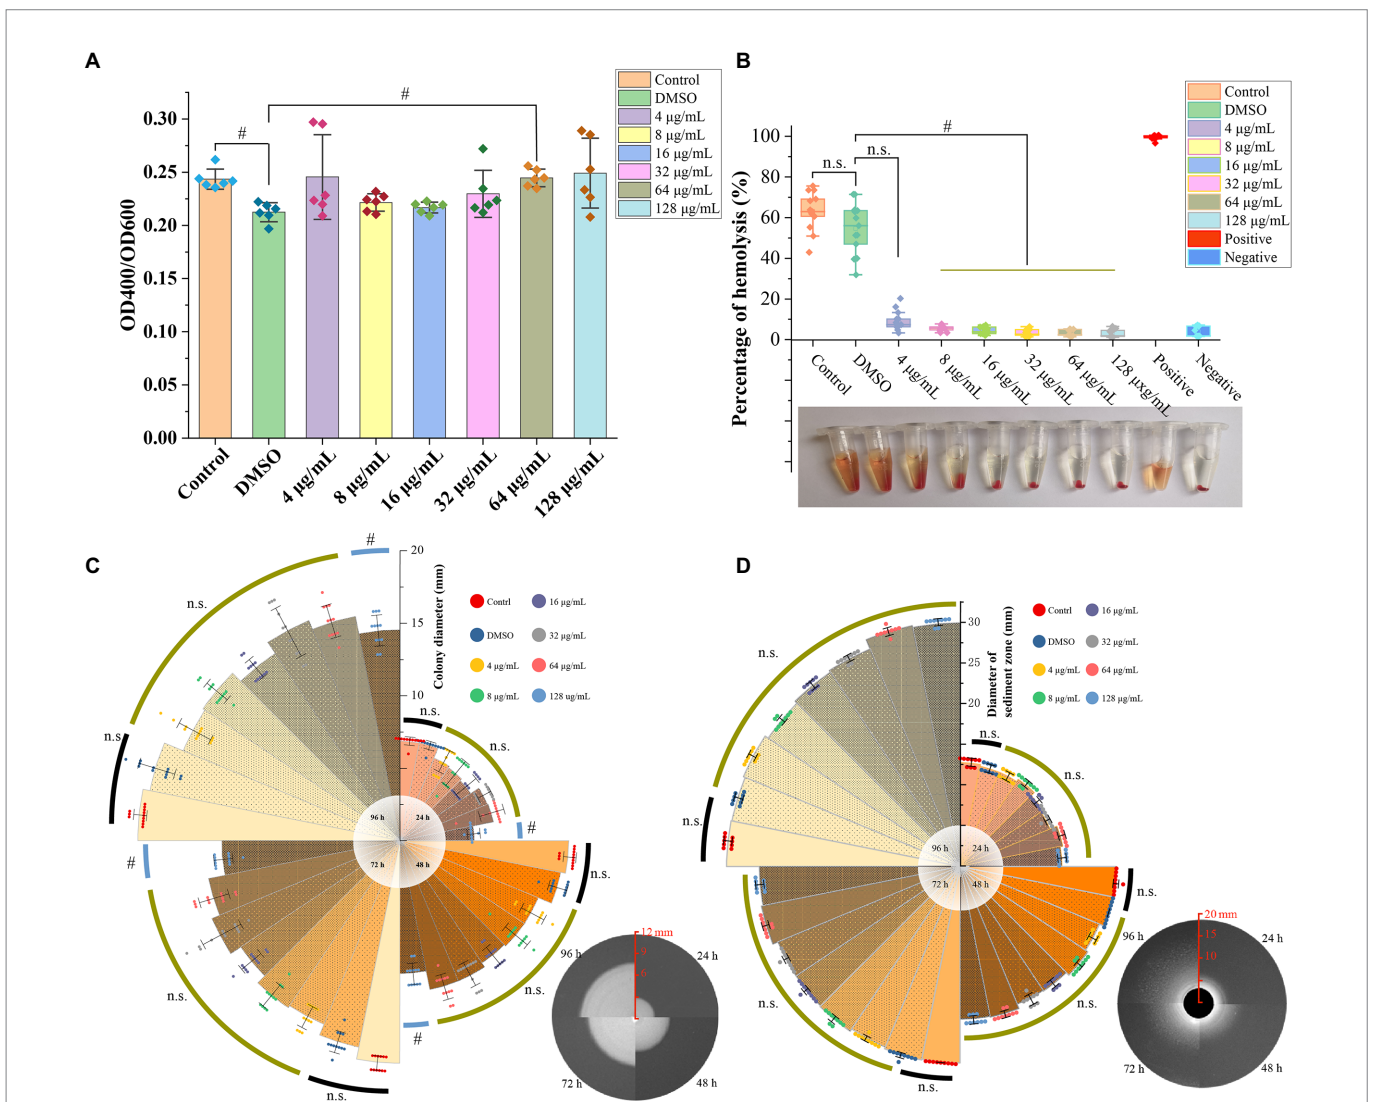 A
#
#
OD400/OD600
0.30
0.25
0.20
0.15
0.10
0.05
0.00
Control
DMSO
4 μg/mL
8 μg/mL
16 μg/mL
32 μg/mL
64 μg/mL
128 μg/mL
Control
DMSO
4 μg/mL
8 μg/mL
16 μg/mL
32 μg/mL
64 μg/mL
128 μg/mL
B
Percentage of hemolysis (%)
100
80
60
40
20
0
n.s.
n.s.
#
Control
DMSO
4 μg/mL
8 μg/mL
16 μg/mL
32 μg/mL
64 μg/mL
128 μxg/mL
Positive
Negative
Control
DMSO
4 μg/mL
8 μg/mL
16 μg/mL
32 μg/mL
64 μg/mL
128 μg/mL
Positive
Negative
C
20
15
10
Colony diameter (mm)
#
n.s.
n.s.
n.s.
n.s.
#
96 h
24 h
72 h
48 h
#
n.s.
n.s.
n.s.
n.s.
#
Contrl
DMSO
4 μg/mL
8 μg/mL
16 μg/mL
32 μg/mL
64 μg/mL
128 ug/mL
12 mm
9
6
96 h
24 h
72 h
48 h
D
30
25
20
Diameter of
sediment zone (mm)
n.s.
n.s.
n.s.
n.s.
96 h
24 h
72 h
48 h
n.s.
n.s.
n.s.
n.s.
Contrl
DMSO
4 μg/mL
8 μg/mL
16 μg/mL
32 μg/mL
64 μg/mL
128 μg/mL
20 mm
15
10
96 h
24 h
72 h
48 h